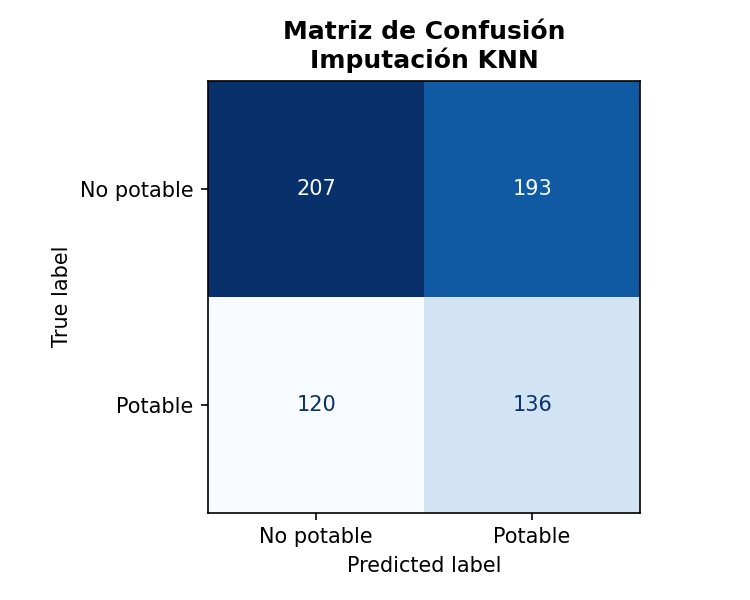 Matriz de Confusión
Imputación KNN
No potable
207
193
True label
Potable
120
136
No potable
Potable
Predicted label